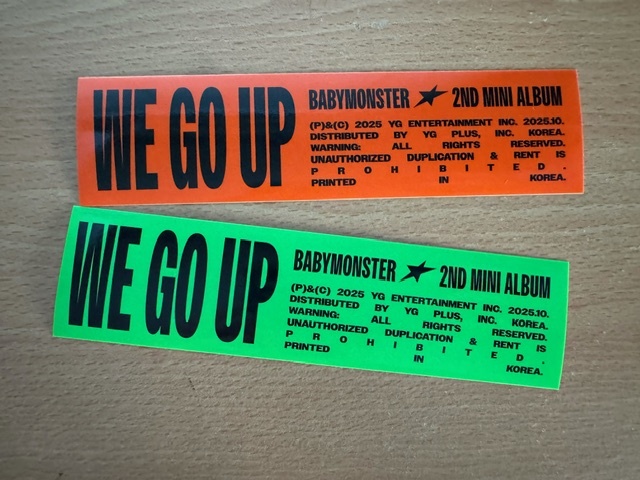 WE GO UP
BABYMONSTER ★ 2ND MINI ALBUM
(P)&(C) 2025 YG ENTERTAINMENT INC. 2025.10.
DISTRIBUTED BY YG PLUS, INC. KOREA.
WARNING: ALL RIGHTS RESERVED.
UNAUTHORIZED DUPLICATION & RENT IS
PROHIBITED.
PRINTED IN KOREA.
WE GO UP
BABYMONSTER ★ 2ND MINI ALBUM
(P)&(C) 2025 YG ENTERTAINMENT INC. 2025.10.
DISTRIBUTED BY YG PLUS, INC. KOREA.
WARNING: ALL RIGHTS RESERVED.
UNAUTHORIZED DUPLICATION & RENT IS
PROHIBITED.
PRINTED IN KOREA.